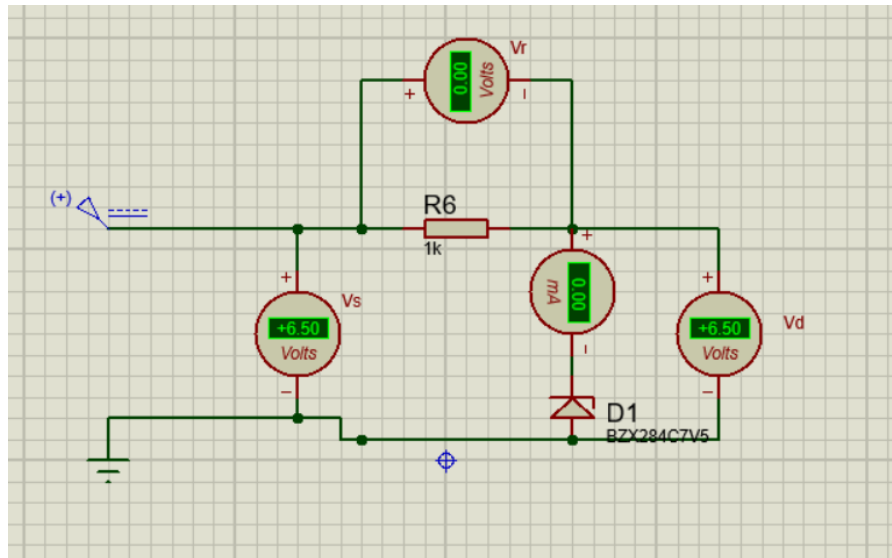 Vr
0.00
Volts
+
−
(+)
R6
1k
+
+
Vs
+6.50
Volts
−
mA
0.00
−
+
Vd
+6.50
Volts
−
D1
BZX284C7V5